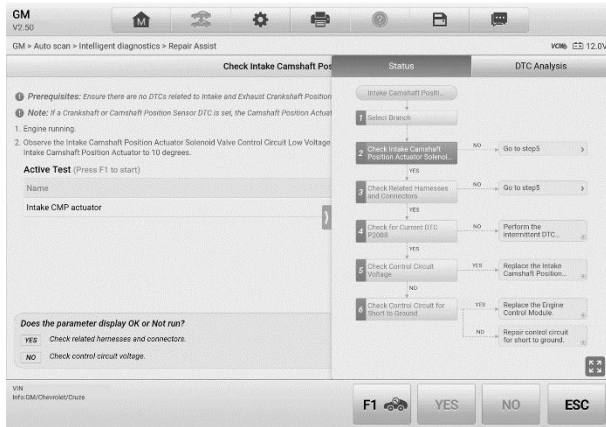 GM
V2.50
GM > Auto scan > Intelligent diagnostics > Repair Assist
VCMI 12.0V
Check Intake Camshaft Pos
Status
DTC Analysis
Prerequisites: Ensure there are no DTCs related to Intake and Exhaust Crankshaft Position
Note: If a Crankshaft or Camshaft Position Sensor DTC is set, the Camshaft Position Actuat
1. Engine running.
2. Observe the Intake Camshaft Position Actuator Solenoid Valve Control Circuit Low Voltage
Intake Camshaft Position Actuator to 10 degrees.
Active Test (Press F1 to start)
Name
Intake CMP actuator
Does the parameter display OK or Not run?
YES Check related harnesses and connectors.
NO Check control circuit voltage.
Intake Camshaft Positi...
1 Select Branch
2 Check Intake Camshaft
Position Actuator Solenoi...
NO
Go to step5
YES
3 Check Related Harnesses
and Connectors
NO
Go to step5
YES
4 Check for Current DTC
P2088
NO
Perform the
intermittent DTC...
YES
5 Check Control Circuit
Voltage
YES
Replace the Intake
Camshaft Position...
NO
6 Check Control Circuit for
Short to Ground
YES
Replace the Engine
Control Module.
NO
Repair control circuit
for short to ground.
VIN
Info:GM/Chevrolet/Cruze
F1
YES
NO
ESC